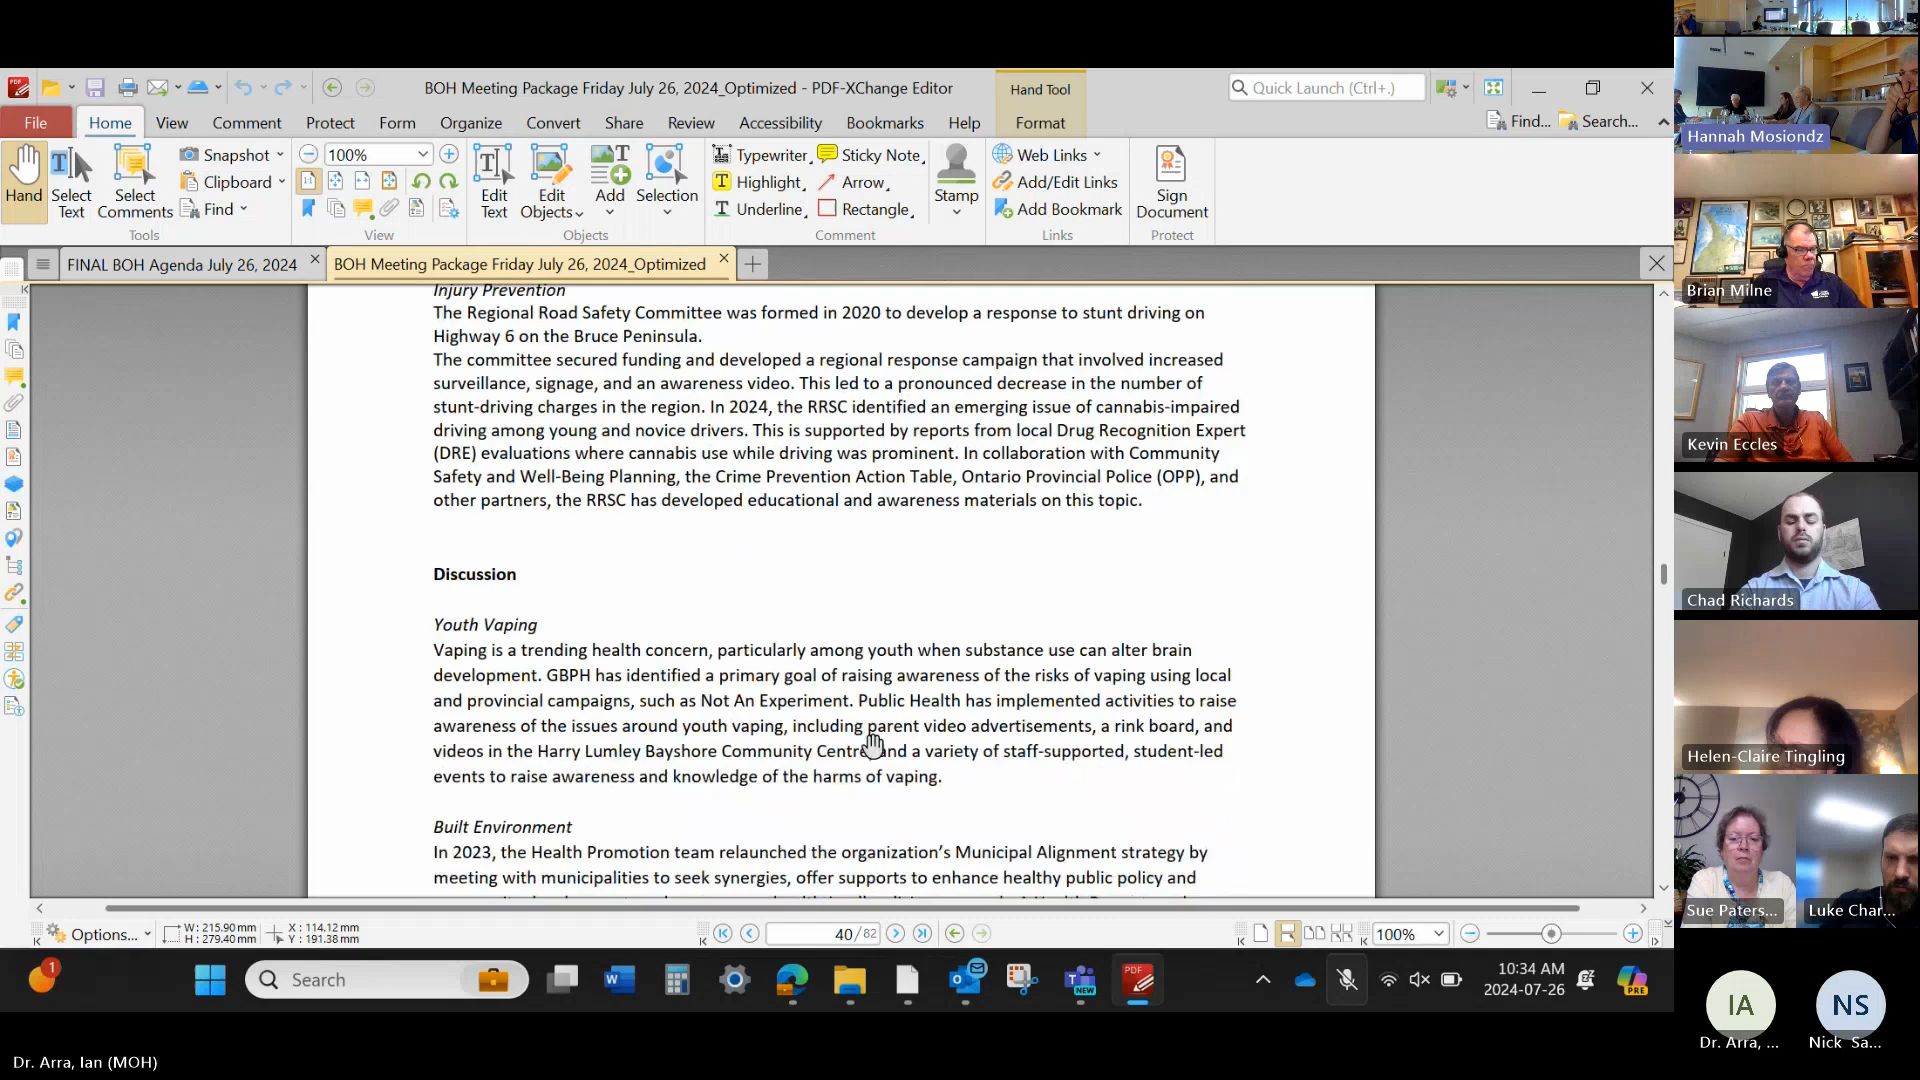 BOH Meeting Package Friday July 26, 2024_Optimized - PDF-XChange Editor
Hand Tool
Quick Launch (Ctrl+.)
File
Home
View
Comment
Protect
Form
Organize
Convert
Share
Review
Accessibility
Bookmarks
Help
Format
Find...
Search...
Hand
Select Text
Select Comments
Snapshot
Clipboard
Find
Tools
100%
View
Edit Text
Edit Objects
Add
Selection
Objects
Typewriter
Highlight
Underline
Sticky Note
Arrow
Rectangle
Stamp
Comment
Web Links
Add/Edit Links
Add Bookmark
Links
Sign Document
Protect
FINAL BOH Agenda July 26, 2024
BOH Meeting Package Friday July 26, 2024_Optimized
Injury Prevention
The Regional Road Safety Committee was formed in 2020 to develop a response to stunt driving on
Highway 6 on the Bruce Peninsula.
The committee secured funding and developed a regional response campaign that involved increased
surveillance, signage, and an awareness video. This led to a pronounced decrease in the number of
stunt-driving charges in the region. In 2024, the RRSC identified an emerging issue of cannabis-impaired
driving among young and novice drivers. This is supported by reports from local Drug Recognition Expert
(DRE) evaluations where cannabis use while driving was prominent. In collaboration with Community
Safety and Well-Being Planning, the Crime Prevention Action Table, Ontario Provincial Police (OPP), and
other partners, the RRSC has developed educational and awareness materials on this topic.
Discussion
Youth Vaping
Vaping is a trending health concern, particularly among youth when substance use can alter brain
development. GBPH has identified a primary goal of raising awareness of the risks of vaping using local
and provincial campaigns, such as Not An Experiment. Public Health has implemented activities to raise
awareness of the issues around youth vaping, including parent video advertisements, a rink board, and
videos in the Harry Lumley Bayshore Community Centre and a variety of staff-supported, student-led
events to raise awareness and knowledge of the harms of vaping.
Built Environment
In 2023, the Health Promotion team relaunched the organization's Municipal Alignment strategy by
meeting with municipalities to seek synergies, offer supports to enhance healthy public policy and
Options...
W: 215.90 mm
H: 279.40 mm
X: 114.12 mm
Y: 191.38 mm
40 / 82
100%
1
Search
NEW
PDF
10:34 AM
2024-07-26
PRE
Hannah Mosiondz
Brian Milne
Kevin Eccles
Chad Richards
Helen-Claire Tingling
Sue Paters...
Luke Char...
IA
NS
Dr. Arra, ...
Nick Sa...
Dr. Arra, Ian (MOH)